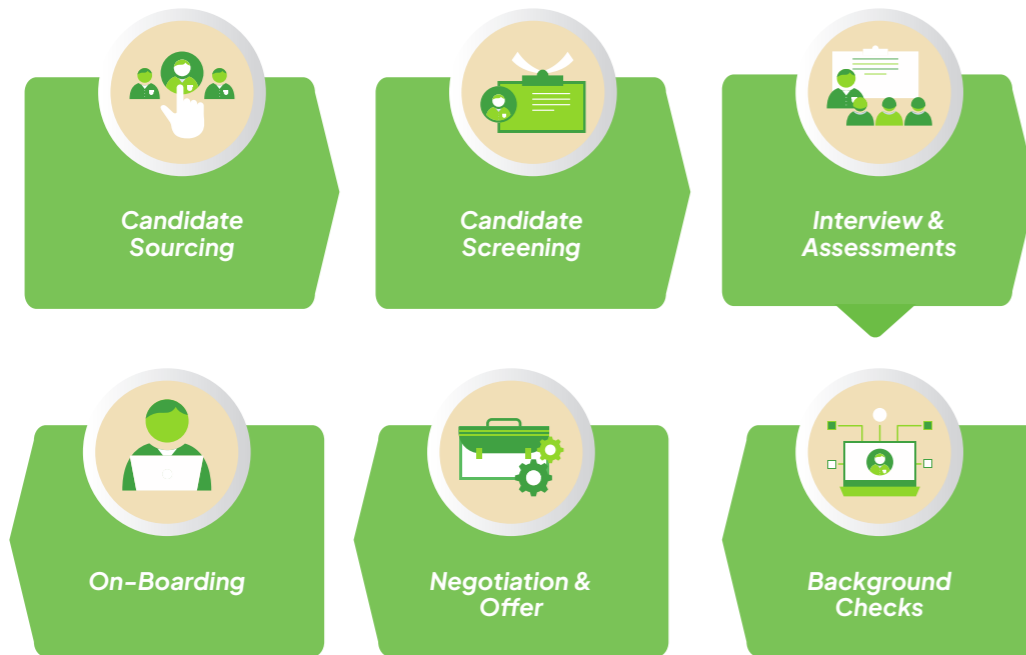 Candidate
Sourcing
Candidate
Screening
Interview &
Assessments
On-Boarding
Negotiation &
Offer
Background
Checks